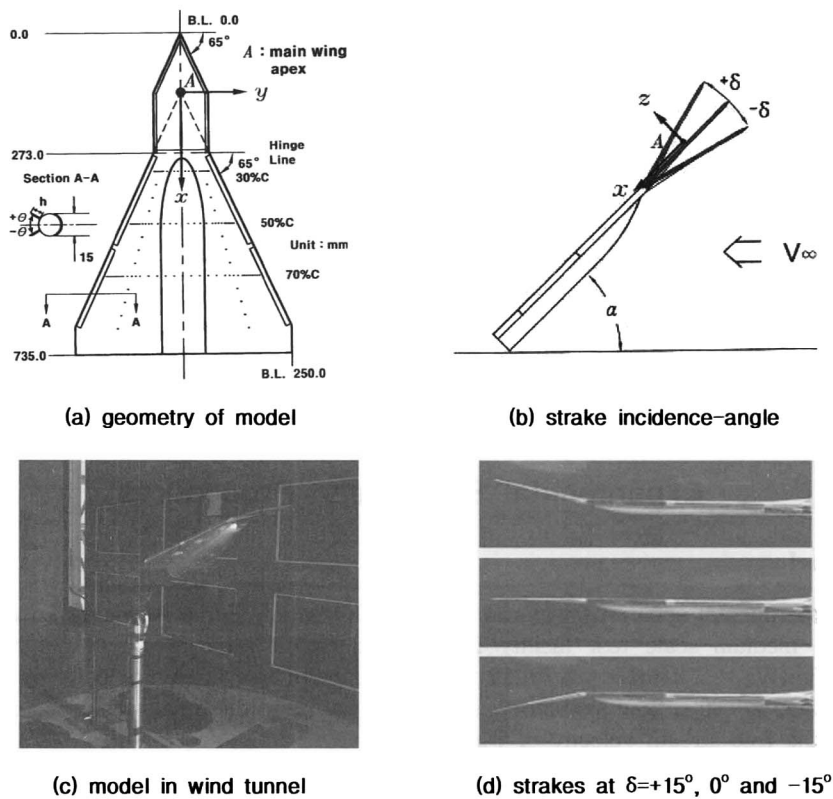 B.L. 0.0
0.0
65°
A : main wing
apex
A
y
273.0
Hinge
Line
65°
30%C
Section A-A
x
h
+θ
-θ
50%C
Unit : mm
15
70%C
A A
735.0
B.L. 250.0
(a) geometry of model
+δ
-δ
z
A
x
V∞
α
(b) strake incidence-angle
(c) model in wind tunnel
(d) strakes at δ=+15°, 0° and -15°